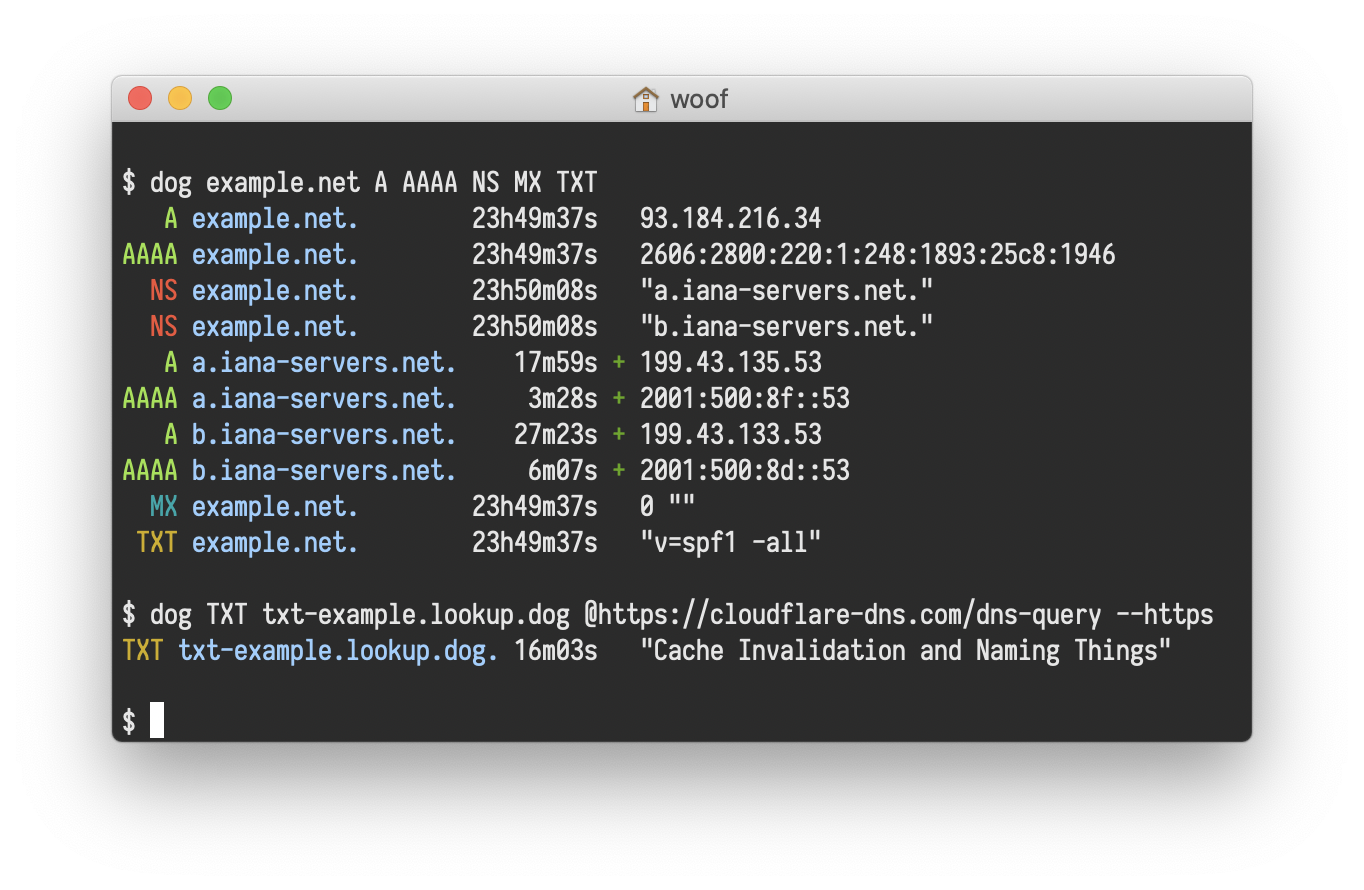 woof
$ dog example.net A AAAA NS MX TXT
A example.net. 23h49m37s 93.184.216.34
AAAA example.net. 23h49m37s 2606:2800:220:1:248:1893:25c8:1946
NS example.net. 23h50m08s "a.iana-servers.net."
NS example.net. 23h50m08s "b.iana-servers.net."
A a.iana-servers.net. 17m59s + 199.43.135.53
AAAA a.iana-servers.net. 3m28s + 2001:500:8f::53
A b.iana-servers.net. 27m23s + 199.43.133.53
AAAA b.iana-servers.net. 6m07s + 2001:500:8d::53
MX example.net. 23h49m37s 0 ""
TXT example.net. 23h49m37s "v=spf1 -all"
$ dog TXT txt-example.lookup.dog @https://cloudflare-dns.com/dns-query --https
TXT txt-example.lookup.dog. 16m03s "Cache Invalidation and Naming Things"
$